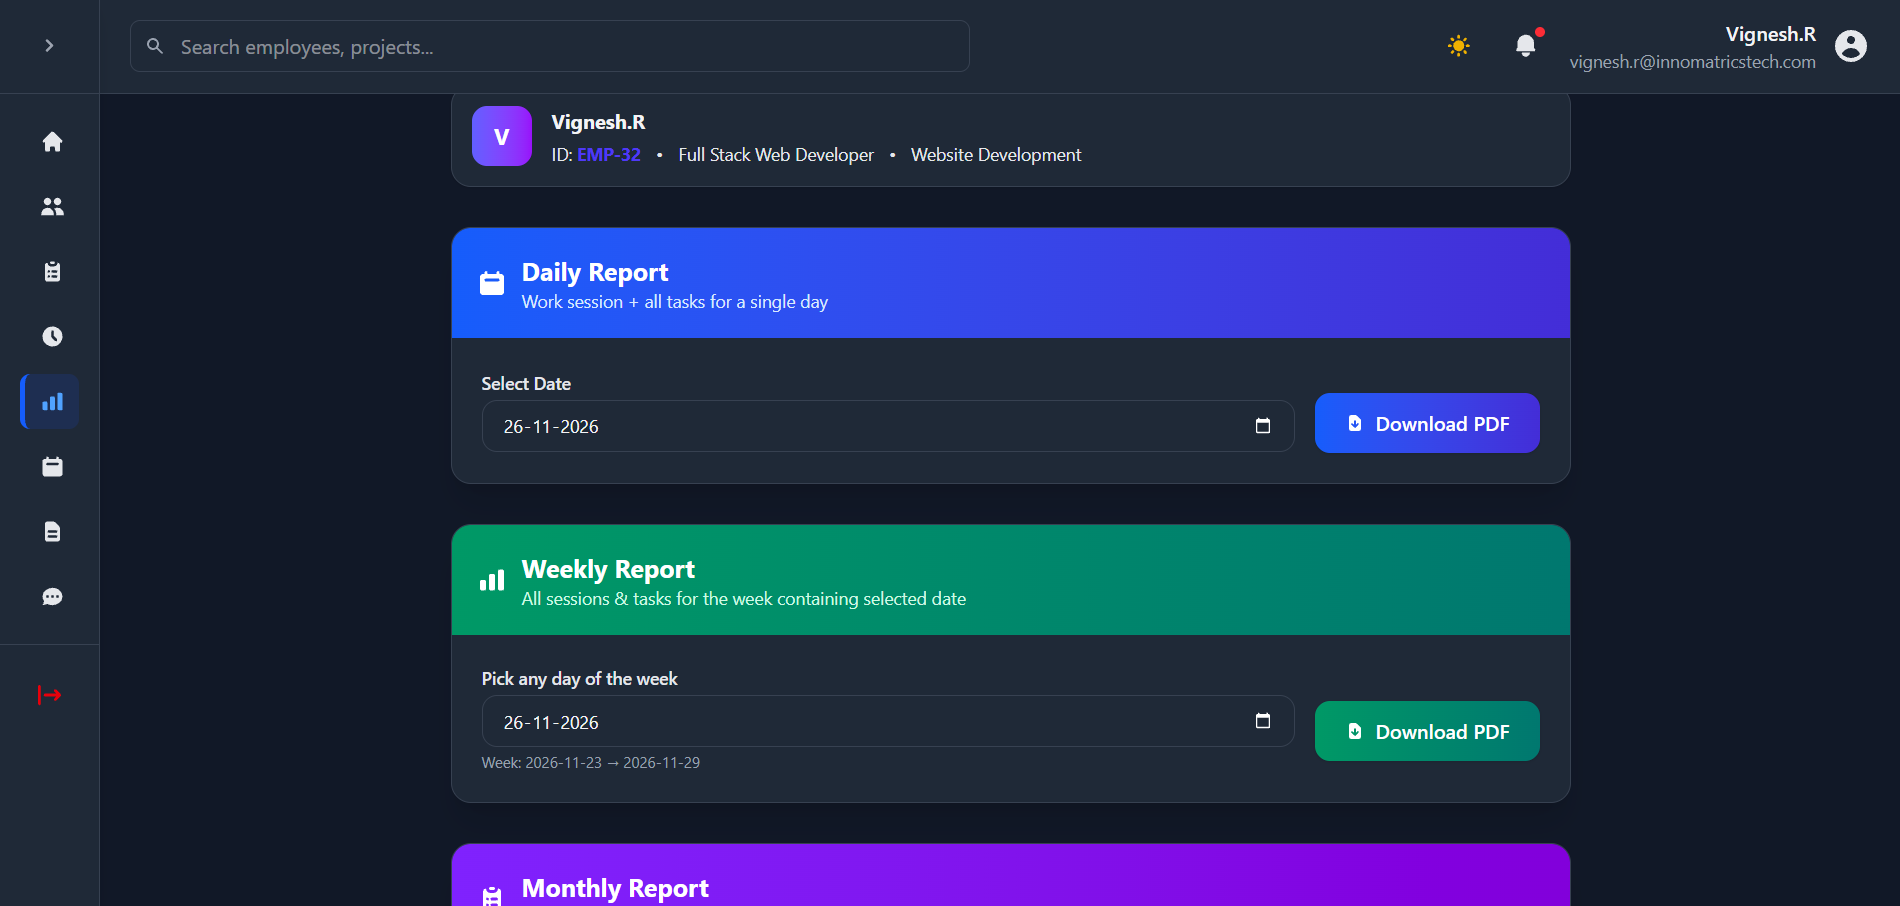 Search employees, projects...
Vignesh.R
vignesh.r@innomatricstech.com
V
Vignesh.R
ID: EMP-32 • Full Stack Web Developer • Website Development
Daily Report
Work session + all tasks for a single day
Select Date
26-11-2026
Download PDF
Weekly Report
All sessions & tasks for the week containing selected date
Pick any day of the week
26-11-2026
Download PDF
Week: 2026-11-23 → 2026-11-29
Monthly Report